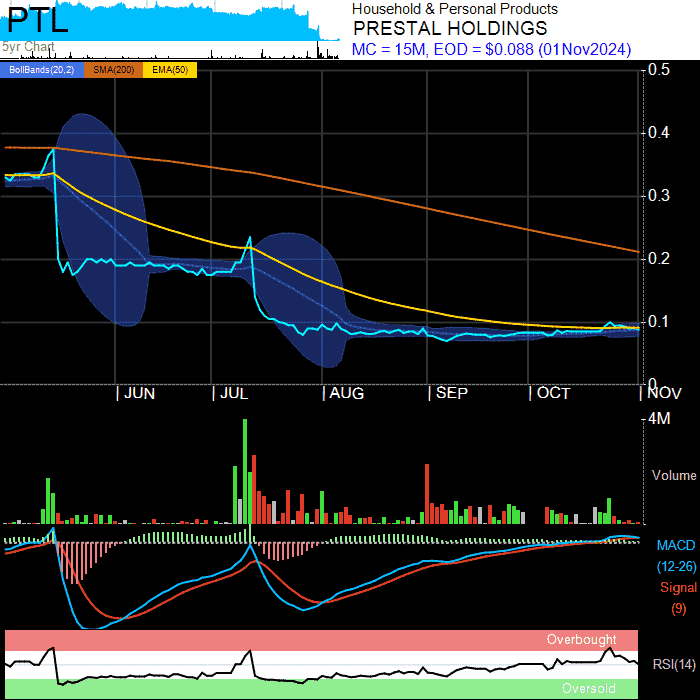 PTL
5yr Chart
Household & Personal Products
PRESTAL HOLDINGS
MC = 15M, EOD = $0.088 (01Nov2024)
BollBands(20,2) SMA(200) EMA(50)
0.5
0.4
0.3
0.2
0.1
0
JUN JUL AUG SEP OCT NOV
4M
Volume
MACD
(12-26)
Signal
(9)
Overbought
RSI(14)
Oversold